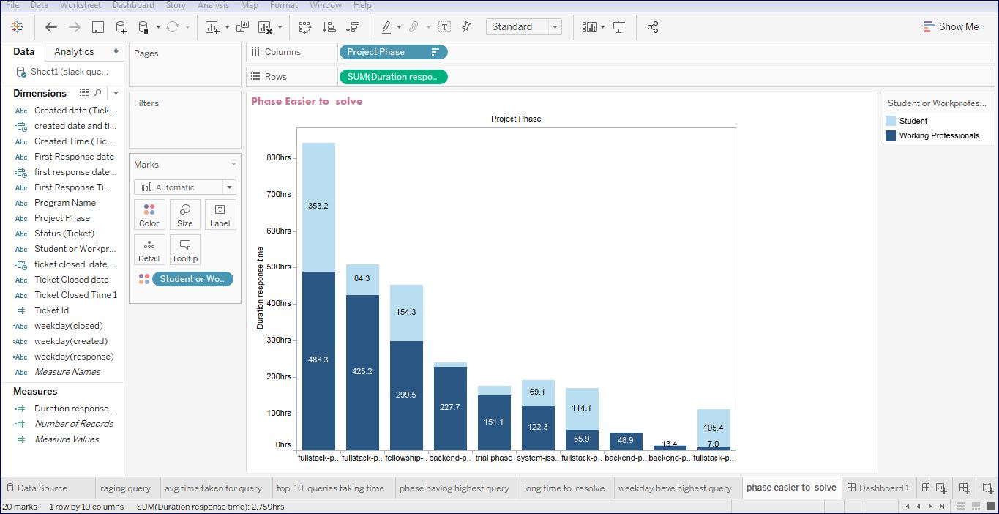 File Data Worksheet Dashboard Story Analysis Map Format Window Help
Standard
Show Me
Data Analytics
Sheet1 (slack que...
Dimensions
Abc Created date (Tick...
created date and ti...
Abc Created Time (Tic...
Abc First Response date
first response date...
Abc First Response Ti...
Abc Program Name
Abc Project Phase
Abc Status (Ticket)
Abc Student or Workpr...
ticket closed date ...
Abc Ticket Closed date
Abc Ticket Closed Time 1
# Ticket Id
=Abc weekday(closed)
=Abc weekday(created)
=Abc weekday(response)
Abc Measure Names
Measures
=# Duration response ...
=# Number of Records
# Measure Values
Pages
Filters
Marks
Automatic
Color Size Label
Detail Tooltip
Student or Wo..
Columns Project Phase
Rows SUM(Duration respo..
Phase Easier to solve
Project Phase
Duration response time
800hrs
700hrs
600hrs
500hrs
400hrs
300hrs
200hrs
100hrs
0hrs
353.2
488.3
84.3
425.2
154.3
299.5
227.7
151.1
69.1
122.3
114.1
55.9
48.9
13.4
105.4
7.0
fullstack-p.. fullstack-p.. fellowship-.. backend-p.. trial phase system-iss.. fullstack-p.. backend-p.. backend-p.. fullstack-p..
Student or Workprofes...
Student
Working Professionals
Data Source raging query avg time taken for query top 10 queries taking time phase having highest query long time to resolve weekday have highest query phase easier to solve Dashboard 1
20 marks 1 row by 10 columns SUM(Duration response time): 2,759hrs